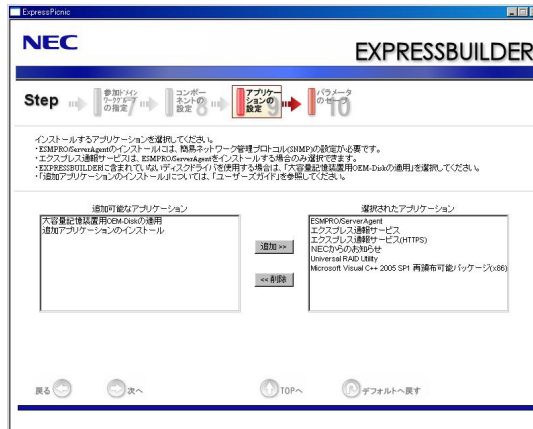 ExpressPicnic
NEC
EXPRESSBUILDER
Step
参加ドメイン
ワークグループ
の指定
7
コンポー
ネントの
設定
8
アプリケー
ションの
設定
9
パラメータ
のセーブ
10
インストールするアプリケーションを選択してください。
・ESMPRO/ServerAgentのインストールには、簡易ネットワーク管理プロトコル(SNMP)の設定が必要です。
・エクスプレス通報サービスは、ESMPRO/ServerAgentをインストールする場合のみ選択できます。
・EXPRESSBUILDERに含まれていないディスクドライバを使用する場合は、「大容量記憶装置用OEM-Diskの適用」を選択してください。
・「追加アプリケーションのインストール」については、「ユーザーズガイド」を参照してください。
追加可能なアプリケーション
大容量記憶装置用OEM-Diskの適用
追加アプリケーションのインストール
追加 >>
<< 削除
選択されたアプリケーション
ESMPRO/ServerAgent
エクスプレス通報サービス
エクスプレス通報サービス(HTTPS)
NECからのお知らせ
Universal RAID Utility
Microsoft Visual C++ 2005 SP1 再頒布可能パッケージ(x86)
戻る
次へ
TOPへ
デフォルトへ戻す